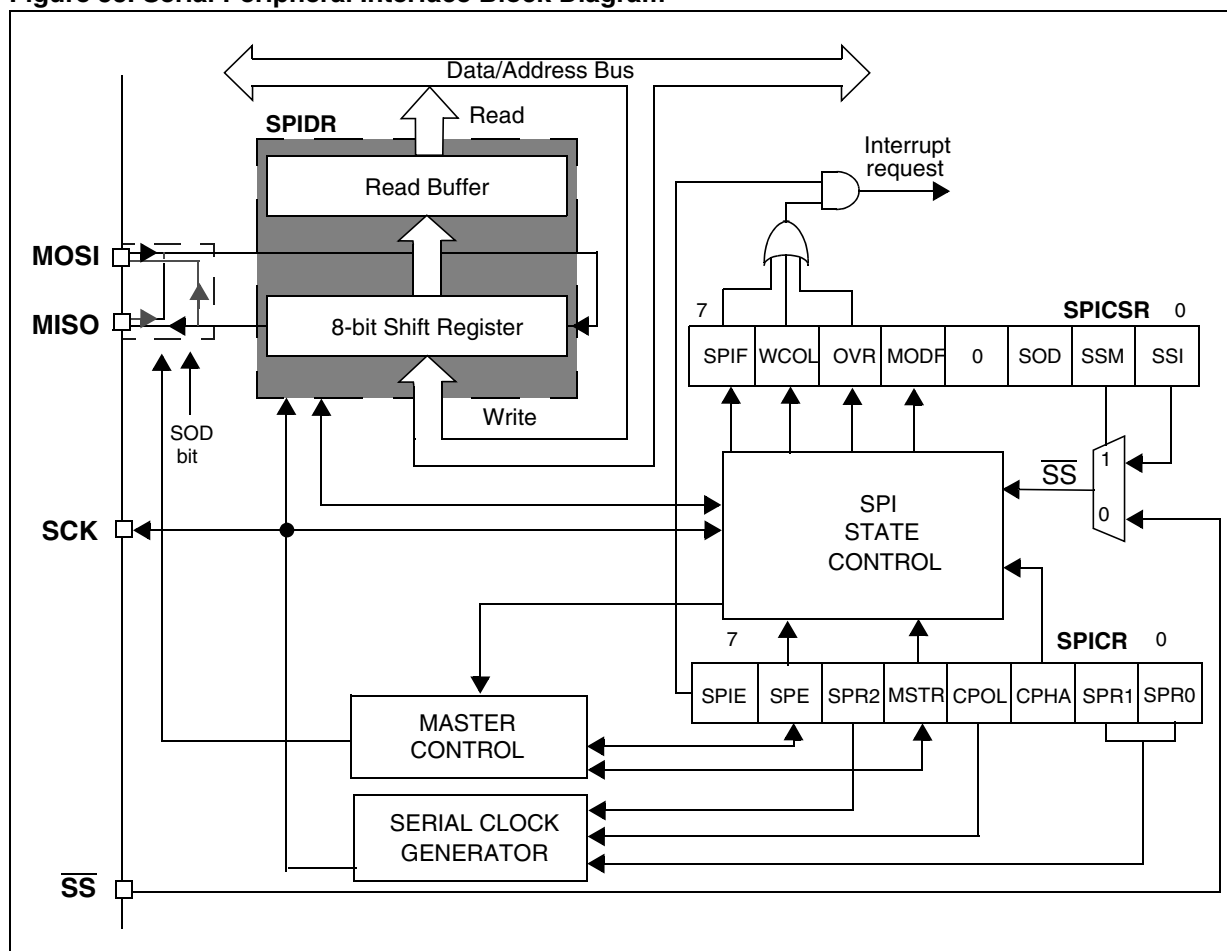 Data/Address Bus
SPIDR
Read
Read Buffer
Interrupt
request
MOSI
MISO
8-bit Shift Register
7
SPICSR
0
SPIF
WCOL
OVR
MODF
0
SOD
SSM
SSI
Write
SOD
bit
SS
1
0
SCK
SPI
STATE
CONTROL
7
SPICR
0
SPIE
SPE
SPR2
MSTR
CPOL
CPHA
SPR1
SPR0
MASTER
CONTROL
SERIAL CLOCK
GENERATOR
SS